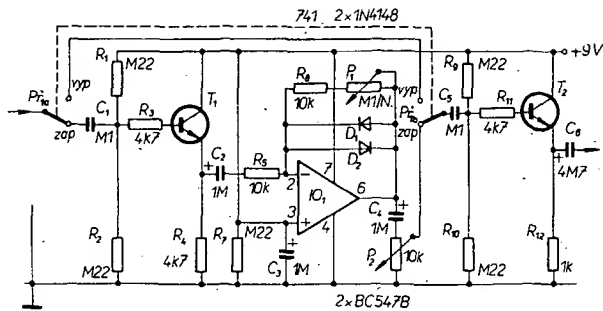 741 2×1N4148
+9V
Př1a
vyp
zap
R1
M22
C1
M1
R3
4k7
T1
R6
10k
P1
M1/N
vyp
Př1b
zap
C5
M1
R9
M22
R11
4k7
T2
C6
4M7
D1
D2
C2
1M
R5
10k
2
3
7
6
4
IO1
R2
M22
R4
4k7
R7
M22
C3
1M
C4
1M
P2
10k
R10
M22
R12
1k
2×BC547B